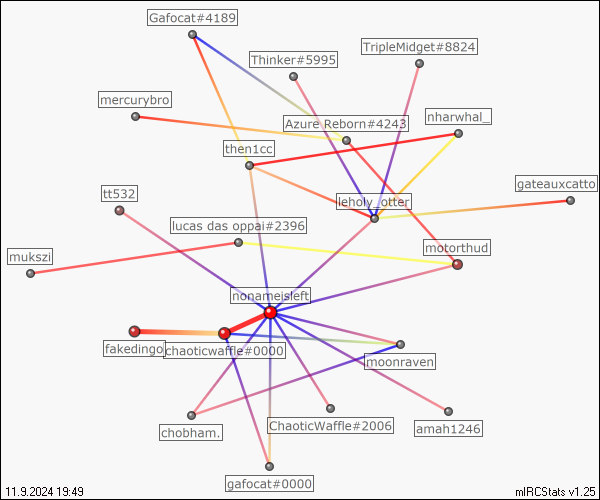 Gafocat#4189
TripleMidget#8824
Thinker#5995
mercurybro
nharwhal_
Azure Reborn#4243
then1cc
gateauxcatto
tt532
leholy_otter
lucas das oppai#2396
motorthud
mukszi
nonameisleft
fakedingo
chaoticwaffle#0000
moonraven
chobham.
ChaoticWaffle#2006
amah1246
gafocat#0000
11.9.2024 19:49
mIRCStats v1.25